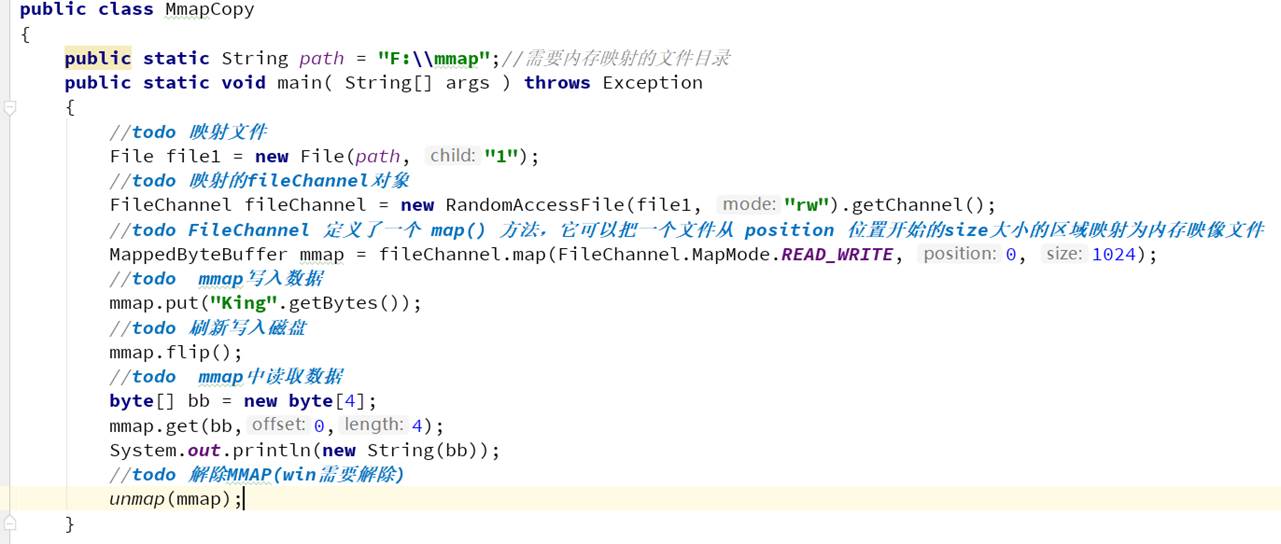 public class MmapCopy
{
public static String path = "F:\\mmap";//需要内存映射的文件目录
public static void main( String[] args ) throws Exception
{
//todo 映射文件
File file1 = new File(path, child: "1");
//todo 映射的fileChannel对象
FileChannel fileChannel = new RandomAccessFile(file1, mode: "rw").getChannel();
//todo FileChannel 定义了一个 map() 方法，它可以把一个文件从 position 位置开始的size大小的区域映射为内存映像文件
MappedByteBuffer mmap = fileChannel.map(FileChannel.MapMode.READ_WRITE, position: 0, size: 1024);
//todo  mmap写入数据
mmap.put("King".getBytes());
//todo 刷新写入磁盘
mmap.flip();
//todo  mmap中读取数据
byte[] bb = new byte[4];
mmap.get(bb, offset: 0, length: 4);
System.out.println(new String(bb));
//todo 解除MMAP(win需要解除)
unmap(mmap);
}